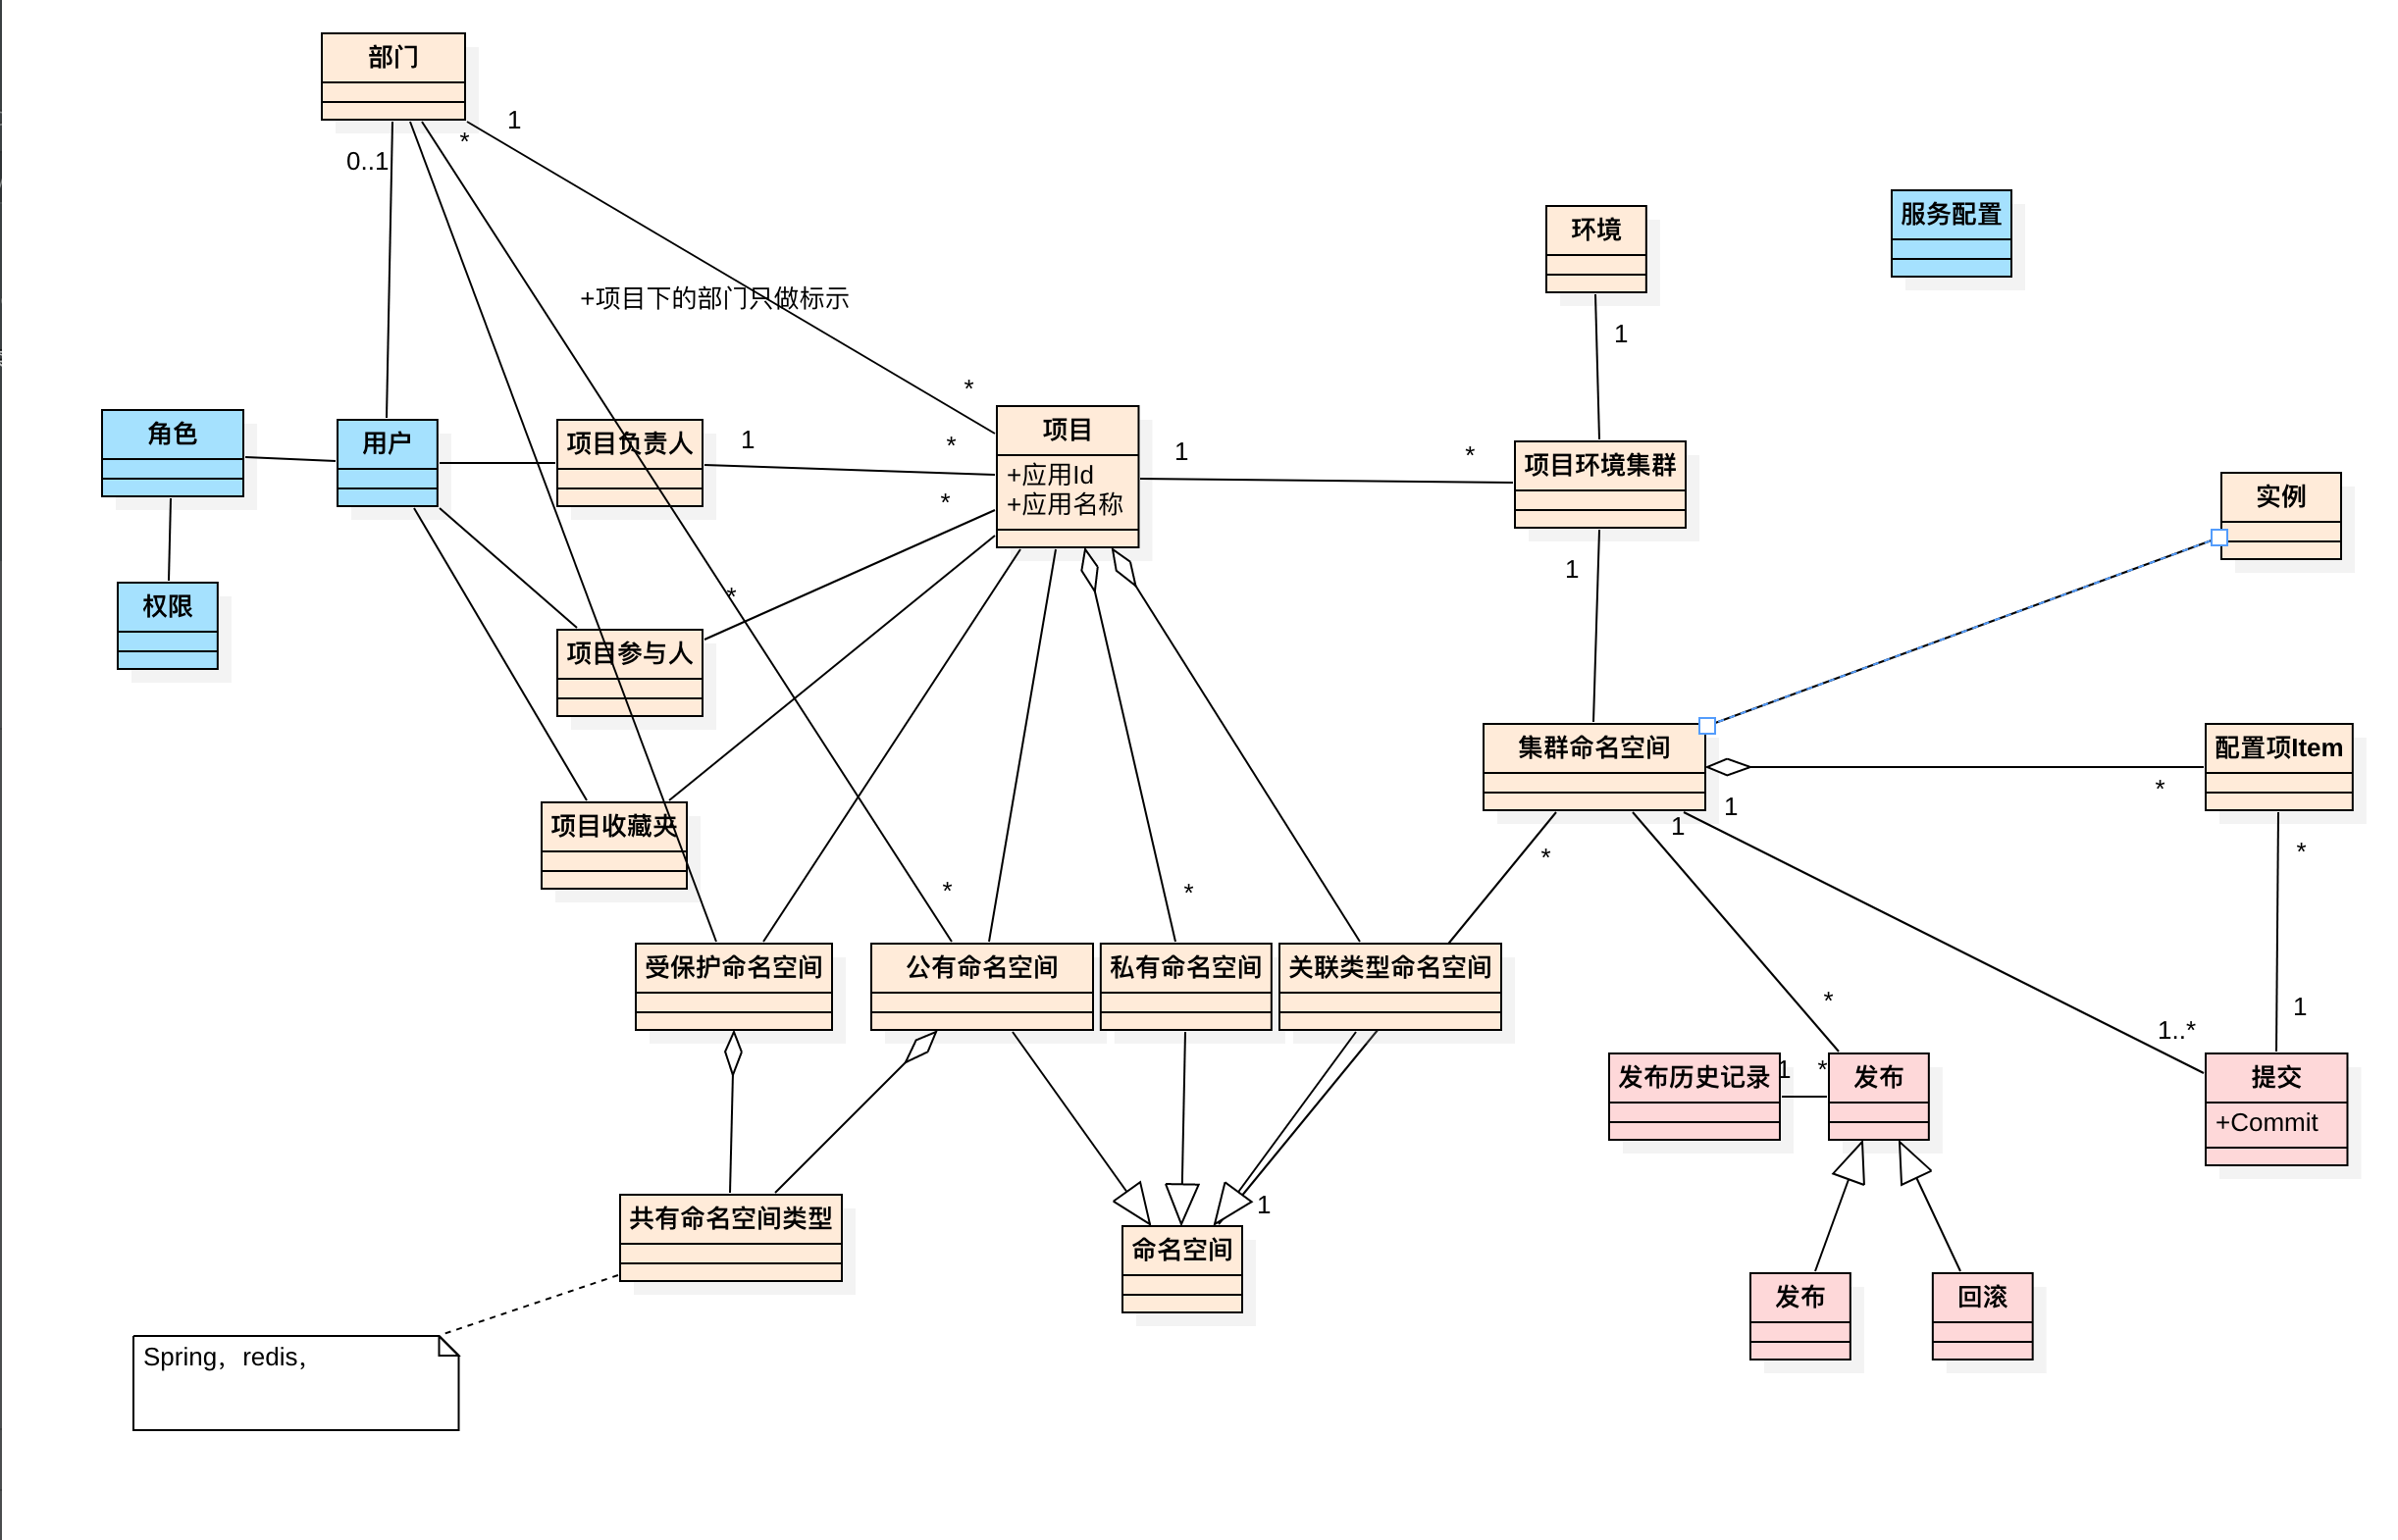 部门
1
*
0..1
服务配置
环境
+项目下的部门只做标示
1
*
角色
用户
项目负责人
1
*
项目
+应用Id
+应用名称
1
*
项目环境集群
实例
*
1
权限
*
项目参与人
集群命名空间
配置项Item
*
1
1
项目收藏夹
*
*
*
*
受保护命名空间
公有命名空间
私有命名空间
关联类型命名空间
*
1
1..*
发布历史记录
1
*
发布
提交
+Commit
共有命名空间类型
1
命名空间
发布
回滚
Spring，redis，